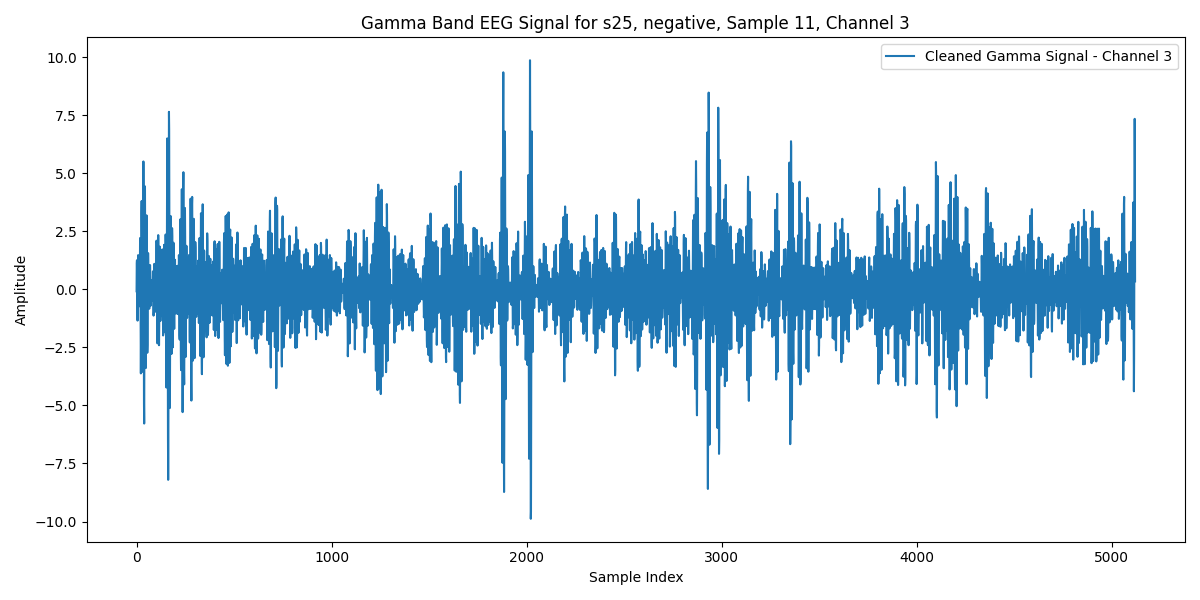 Gamma Band EEG Signal for s25, negative, Sample 11, Channel 3
Cleaned Gamma Signal - Channel 3
10.0
7.5
5.0
2.5
0.0
−2.5
−5.0
−7.5
−10.0
Amplitude
0 1000 2000 3000 4000 5000
Sample Index